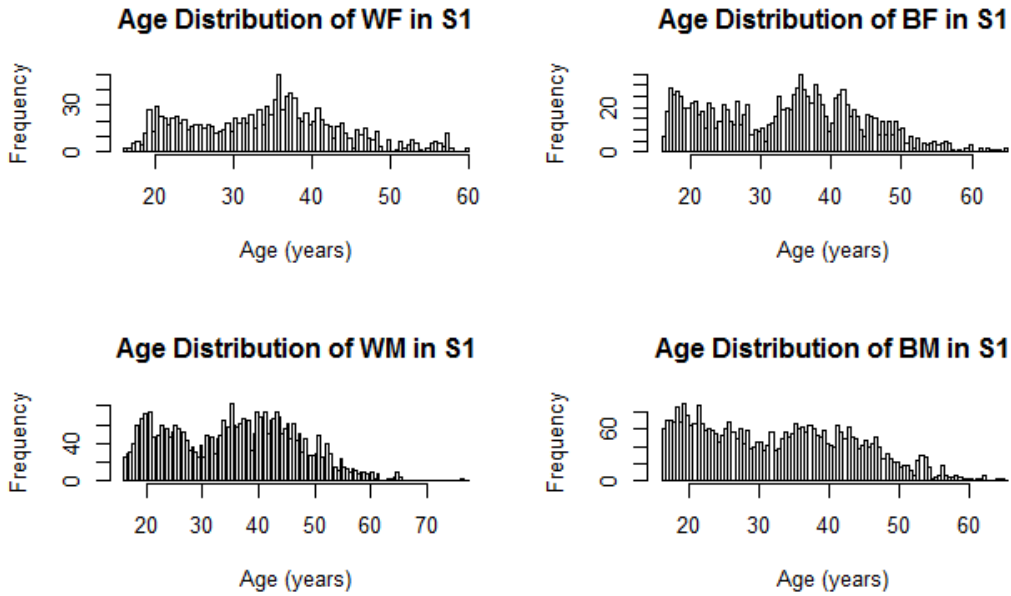 Age Distribution of WF in S1
Frequency
0
30
20 30 40 50 60
Age (years)
Age Distribution of BF in S1
Frequency
0
20
20 30 40 50 60
Age (years)
Age Distribution of WM in S1
Frequency
0
40
20 30 40 50 60 70
Age (years)
Age Distribution of BM in S1
Frequency
0
60
20 30 40 50 60
Age (years)